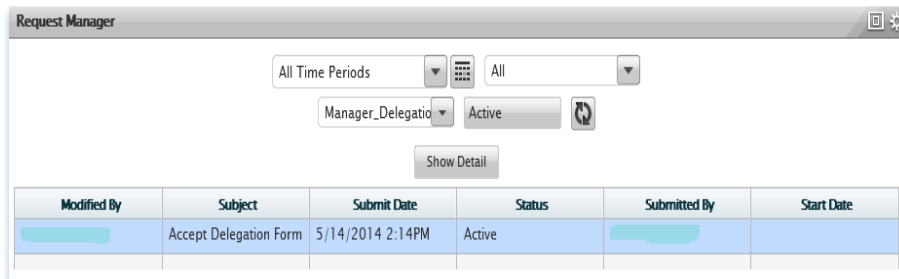 Request Manager
All Time Periods All
Manager_Delegatio Active
Show Detail
Modified By Subject Submit Date Status Submitted By Start Date
Accept Delegation Form 5/14/2014 2:14PM Active